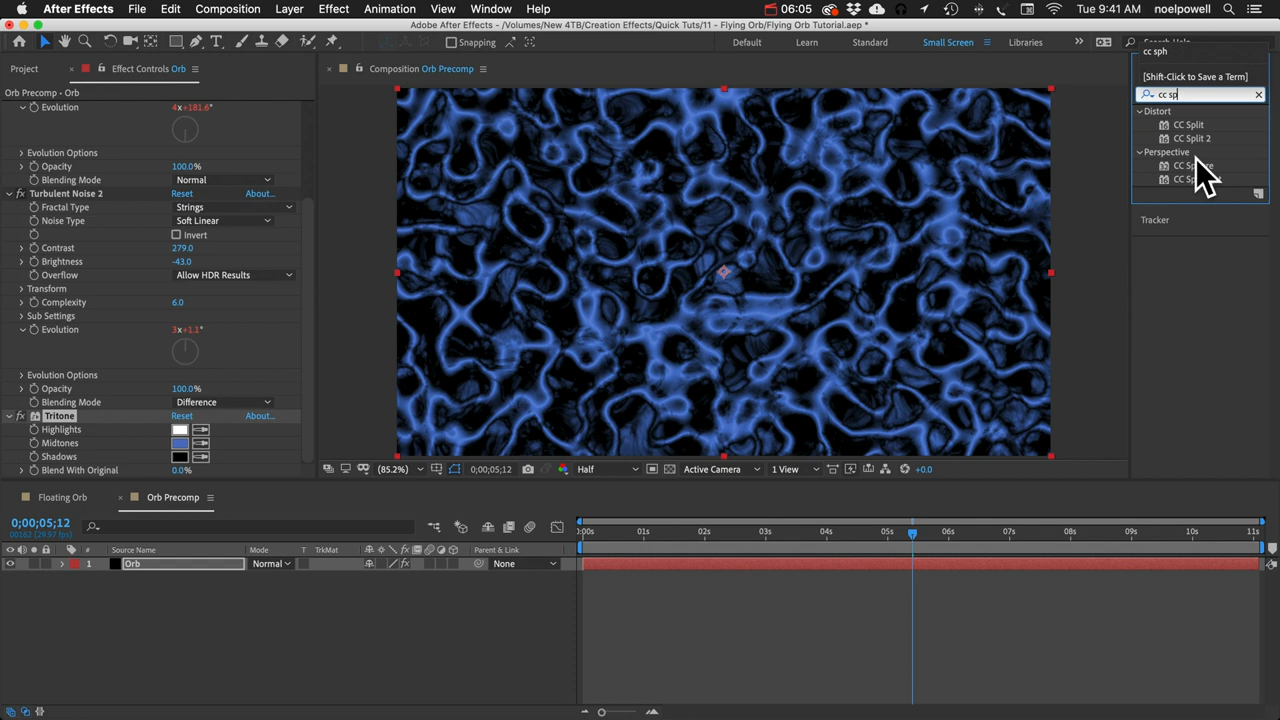 After Effects File Edit Composition Layer Effect Animation View Window Help 06:05 Tue 9:41 AM noelpowell
Adobe After Effects - /Volumes/New 4TB/Creation Effects/Quick Tuts/11 - Flying Orb/Flying Orb Tutorial.aep *
Snapping Default Learn Standard Small Screen Libraries Search Help
cc sph
[Shift-Click to Save a Term]
cc sp
Distort
CC Split
CC Split 2
Perspective
Tracker
Project Effect Controls Orb
Orb Precomp • Orb
Evolution 4x+181.6°
Evolution Options
Opacity 100.0%
Blending Mode Normal
Turbulent Noise 2 Reset About...
Fractal Type Strings
Noise Type Soft Linear
Invert
Contrast 279.0
Brightness -43.0
Overflow Allow HDR Results
Transform
Complexity 6.0
Sub Settings
Evolution 3x+1.1°
Evolution Options
Opacity 100.0%
Blending Mode Difference
Tritone Reset About...
Highlights
Midtones
Shadows
Blend With Original 0.0%
Composition Orb Precomp
(85.2%) 0;00;05;12 Half Active Camera 1 View +0.0
Floating Orb Orb Precomp
0;00;05;12
00162 (29.97 fps)
:00s 01s 02s 03s 04s 05s 06s 07s 08s 09s 10s 11s
# Source Name Mode T TrkMat Parent & Link
1 Orb Normal None